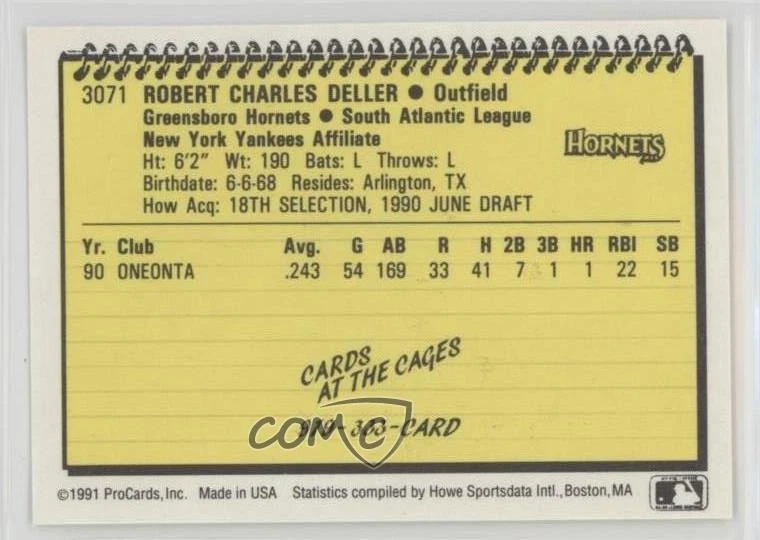 3071 ROBERT CHARLES DELLER ● Outfield
Greensboro Hornets ● South Atlantic League
New York Yankees Affiliate
HORNETS
Ht: 6'2" Wt: 190 Bats: L Throws: L
Birthdate: 6-6-68 Resides: Arlington, TX
How Acq: 18TH SELECTION, 1990 JUNE DRAFT
Yr. Club Avg. G AB R H 2B 3B HR RBI SB
90 ONEONTA .243 54 169 33 41 7 1 1 22 15
CARDS
AT THE CAGES
COMC
-CARD
©1991 ProCards, Inc. Made in USA Statistics compiled by Howe Sportsdata Intl., Boston, MA